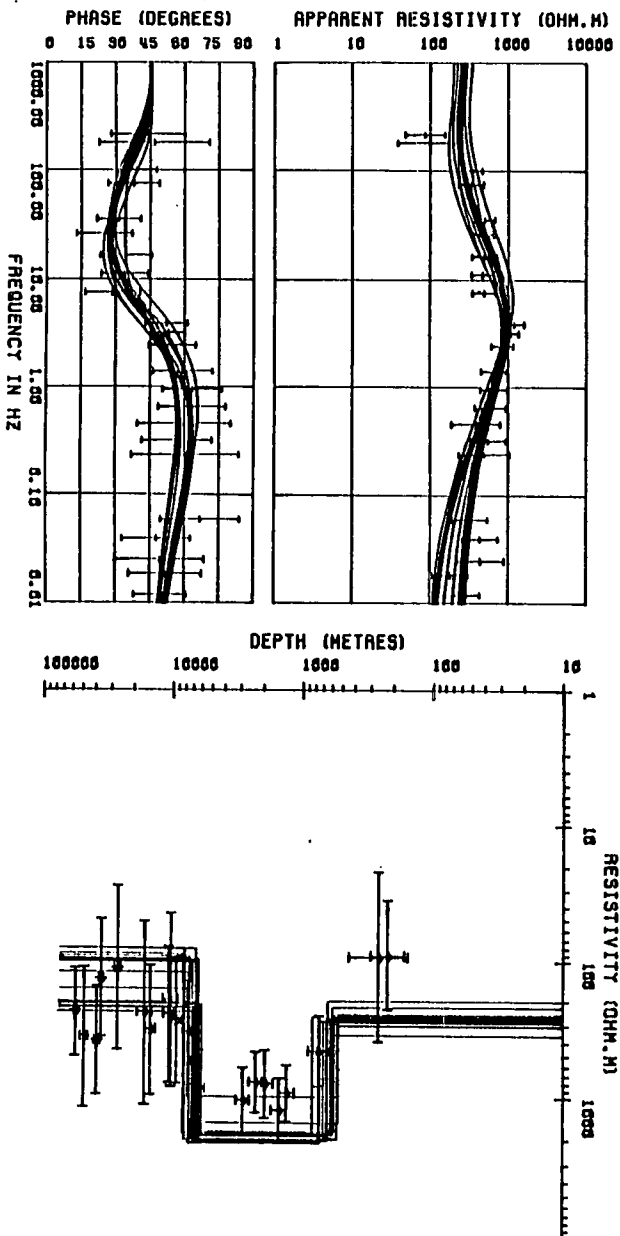 PHASE (DEGREES)
0 15 30 45 60 75 90
APPARENT RESISTIVITY (OHM.M)
1 10 100 1000 10000
1000.00
100.00
10.00
1.00
0.10
0.01
FREQUENCY IN HZ
DEPTH (METRES)
100000 10000 1000 100 10
1
10
100
1000
RESISTIVITY (OHM.M)